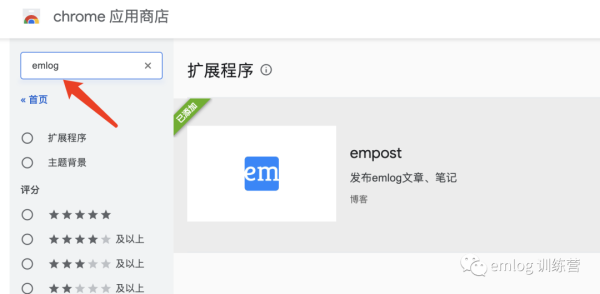 chrome 应用商店
emlog
« 首页
扩展程序
主题背景
评分
及以上
及以上
及以上
扩展程序
已添加
em
empost
发布emlog文章、笔记
博客
emlog 训练营